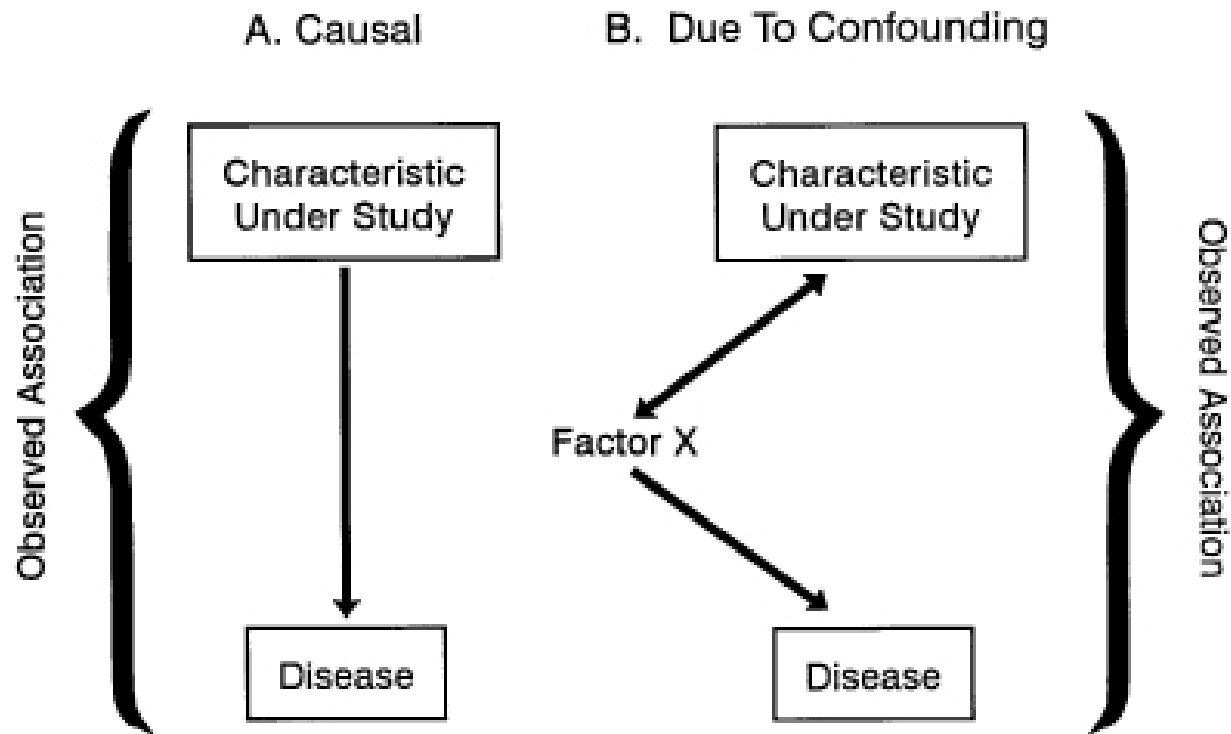 A. Causal
B. Due To Confounding
Observed Association
Characteristic
Under Study
Disease
Characteristic
Under Study
Factor X
Disease
Observed Association